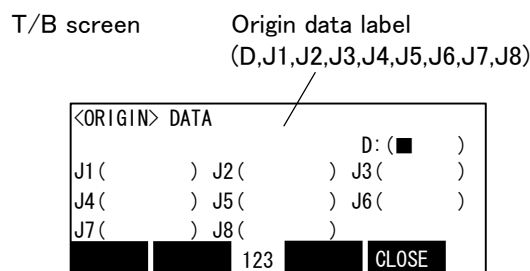 T/B screen
Origin data label
(D,J1,J2,J3,J4,J5,J6,J7,J8)
<ORIGIN> DATA
D:(■ )
J1( ) J2( ) J3( )
J4( ) J5( ) J6( )
J7( ) J8( )
123 CLOSE